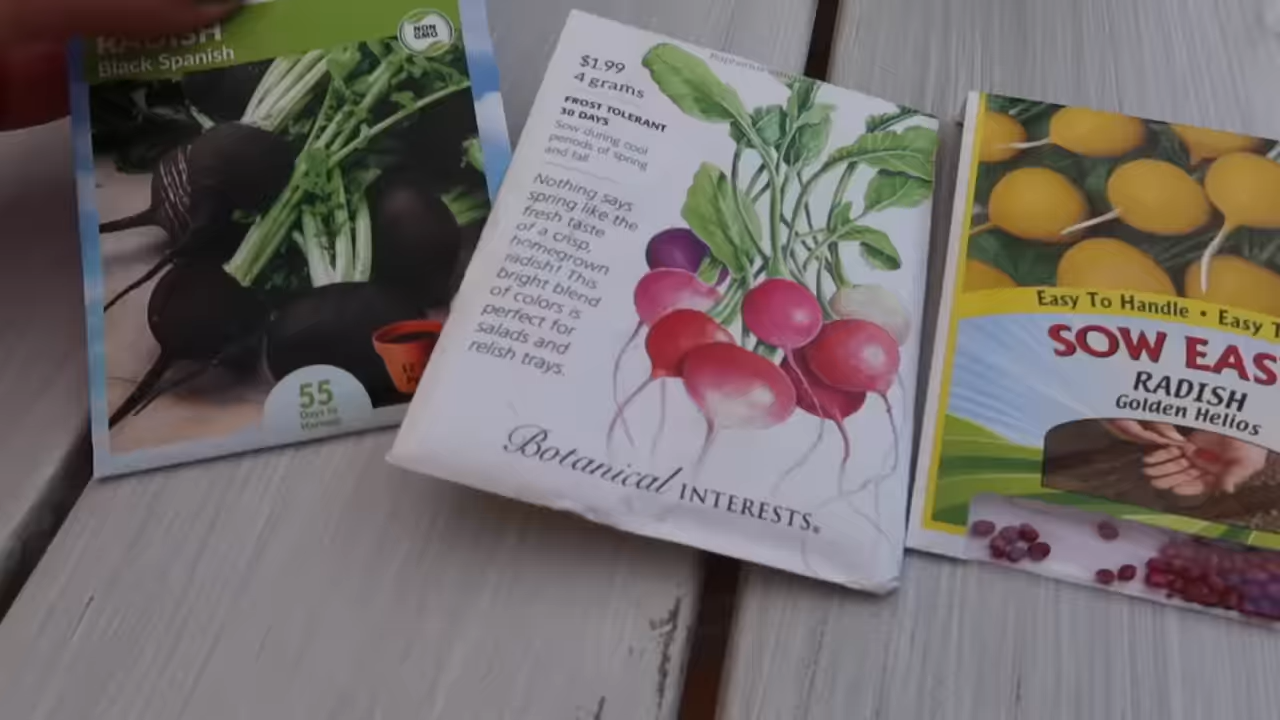 RADISH
Black Spanish
NON
GMO
55
Days to
$1.99
4 grams
FROST TOLERANT
30 DAYS
Sow during cool
periods of spring
and fall
Nothing says
spring like the
fresh taste
of a crisp,
homegrown
radish! This
bright blend
of colors is
perfect for
salads and
relish trays.
Botanical INTERESTS®
Easy To Handle • Easy
SOW EAS
RADISH
Golden Helios